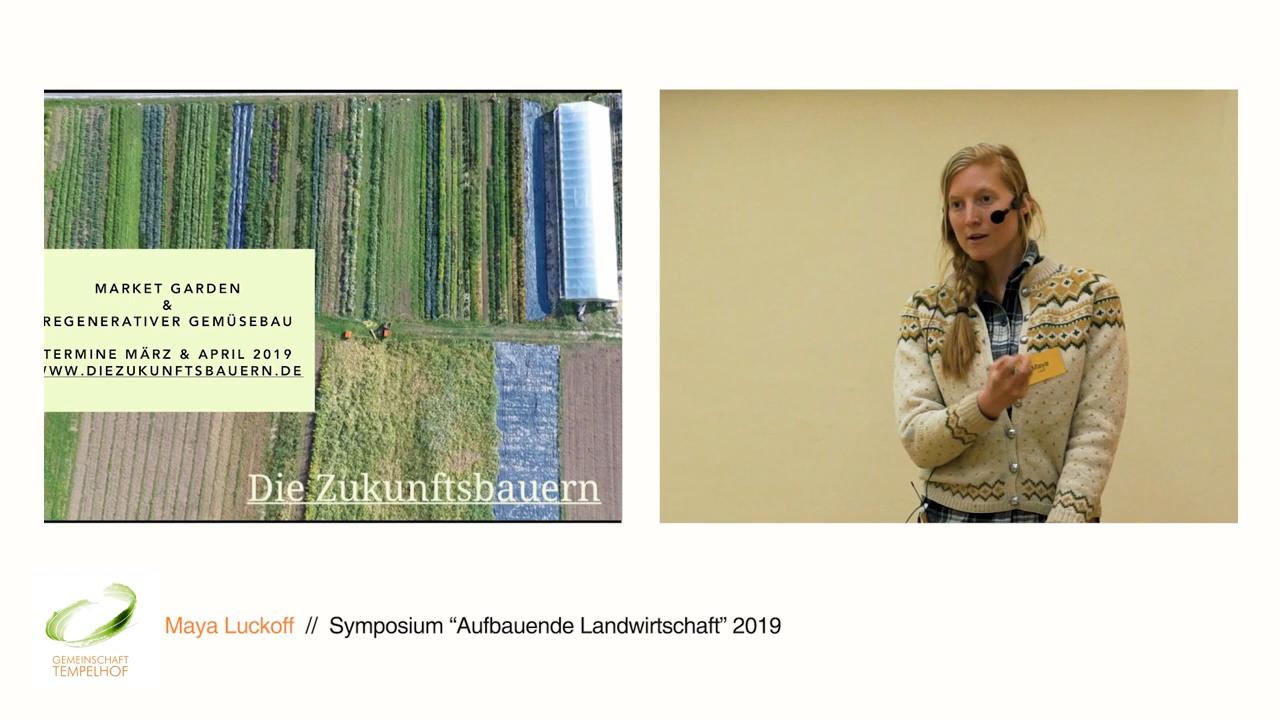 MARKET GARDEN
&
REGENERATIVER GEMÜSEBAU
TERMINE MÄRZ & APRIL 2019
WWW.DIEZUKUNFTSBAUERN.DE
Die Zukunftsbauern
Maya
GEMEINSCHAFT
TEMPELHOF
Maya Luckoff // Symposium “Aufbauende Landwirtschaft” 2019